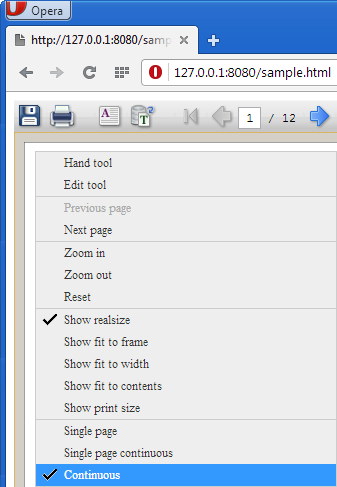 Opera
http://127.0.0.1:8080/samp
127.0.0.1:8080/sample.html
1 / 12
Hand tool
Edit tool
Previous page
Next page
Zoom in
Zoom out
Reset
Show realsize
Show fit to frame
Show fit to width
Show fit to contents
Show print size
Single page
Single page continuous
Continuous